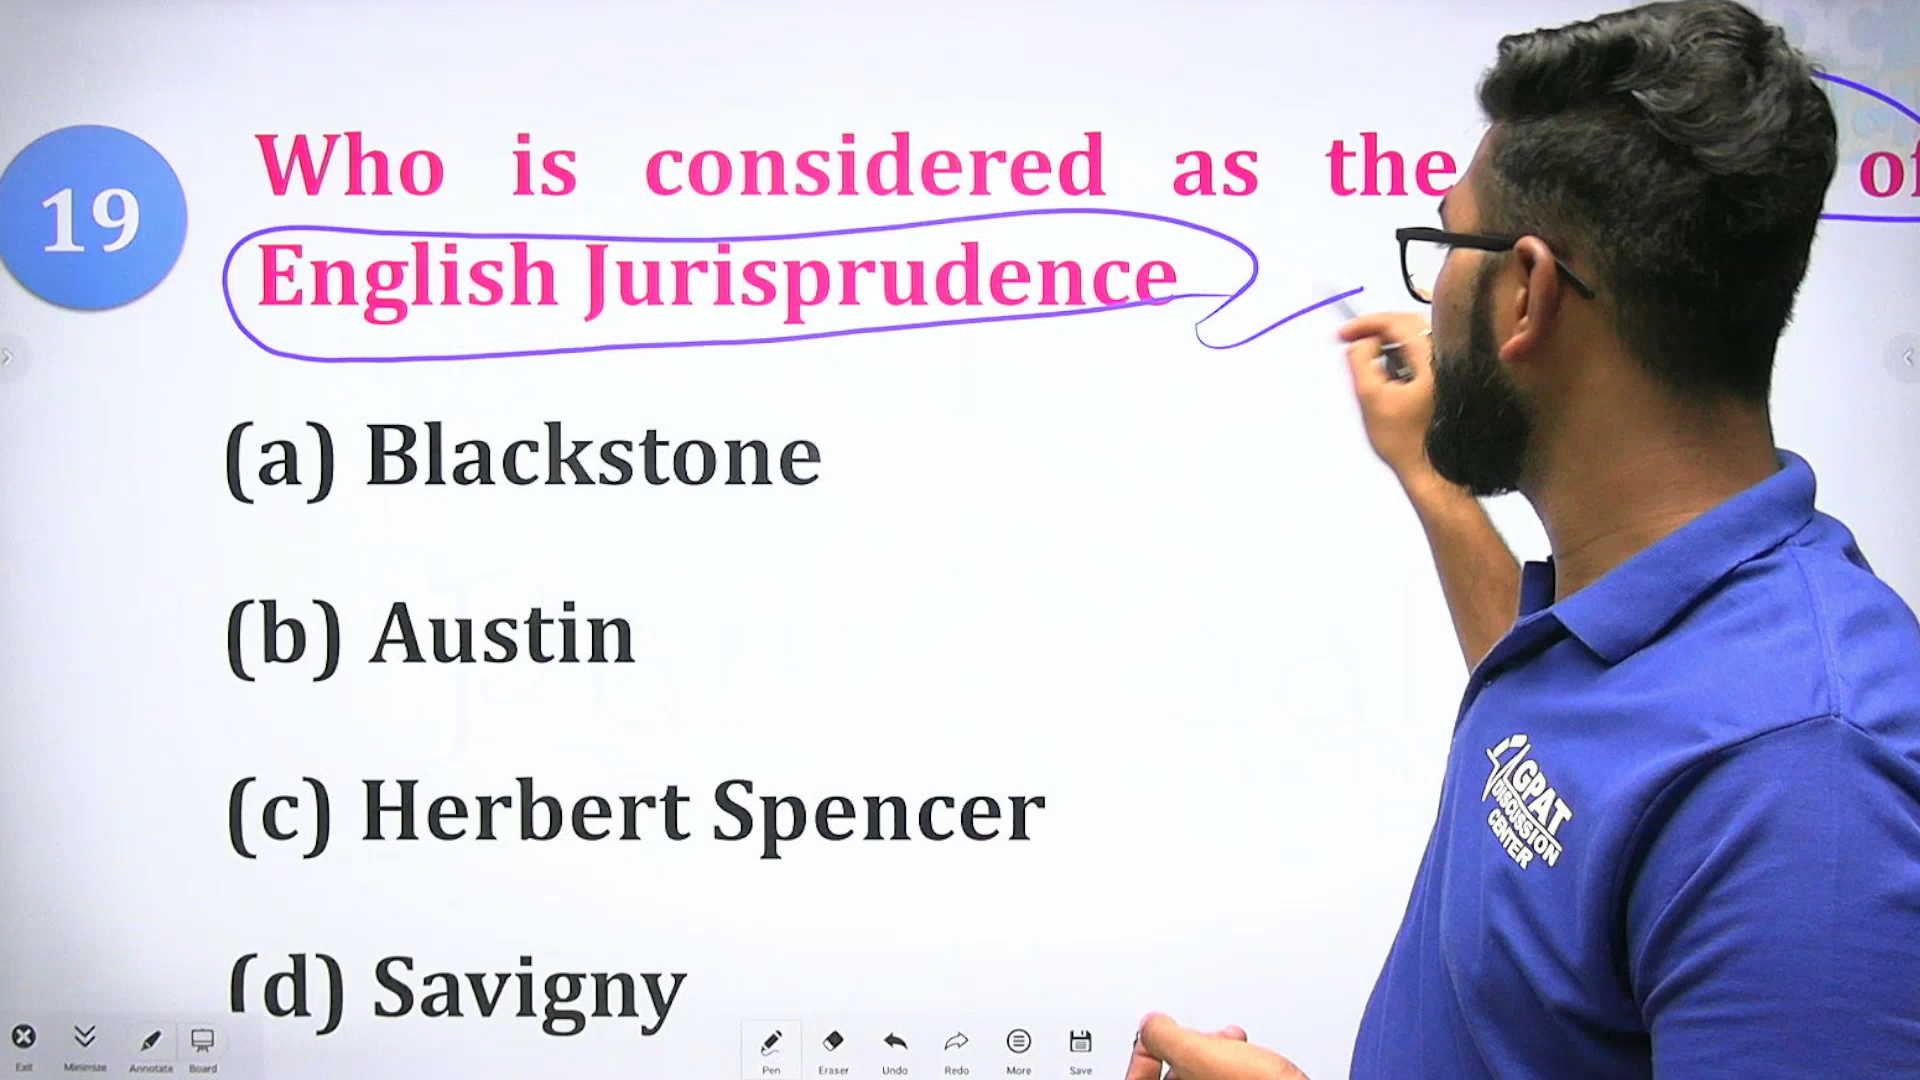 19
Who is considered as the of
English Jurisprudence
(a) Blackstone
(b) Austin
(c) Herbert Spencer
(d) Savigny
GPAT
DISCUSSION
CENTER
Exit Minimize Annotate Board Pen Eraser Undo Redo More Save